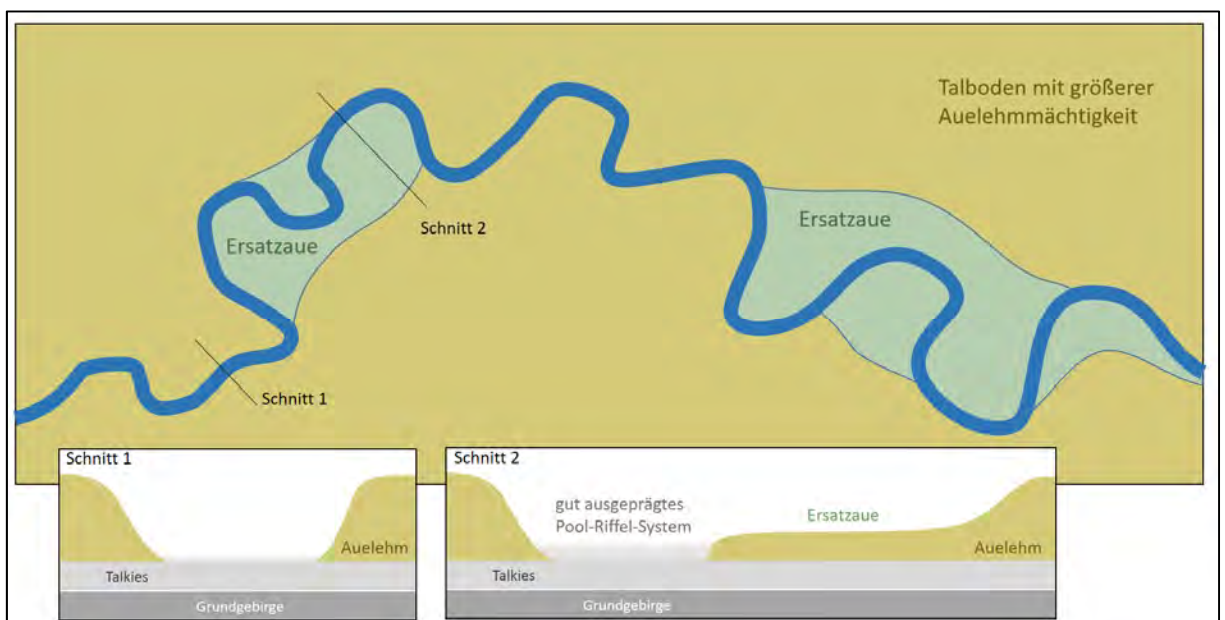 Talboden mit größerer
Auelehmmächtigkeit
Ersatzaue
Schnitt 2
Ersatzaue
Schnitt 1
Schnitt 1
Auelehm
Talkies
Grundgebirge
Schnitt 2
gut ausgeprägtes
Pool-Riffel-System
Ersatzaue
Auelehm
Talkies
Grundgebirge